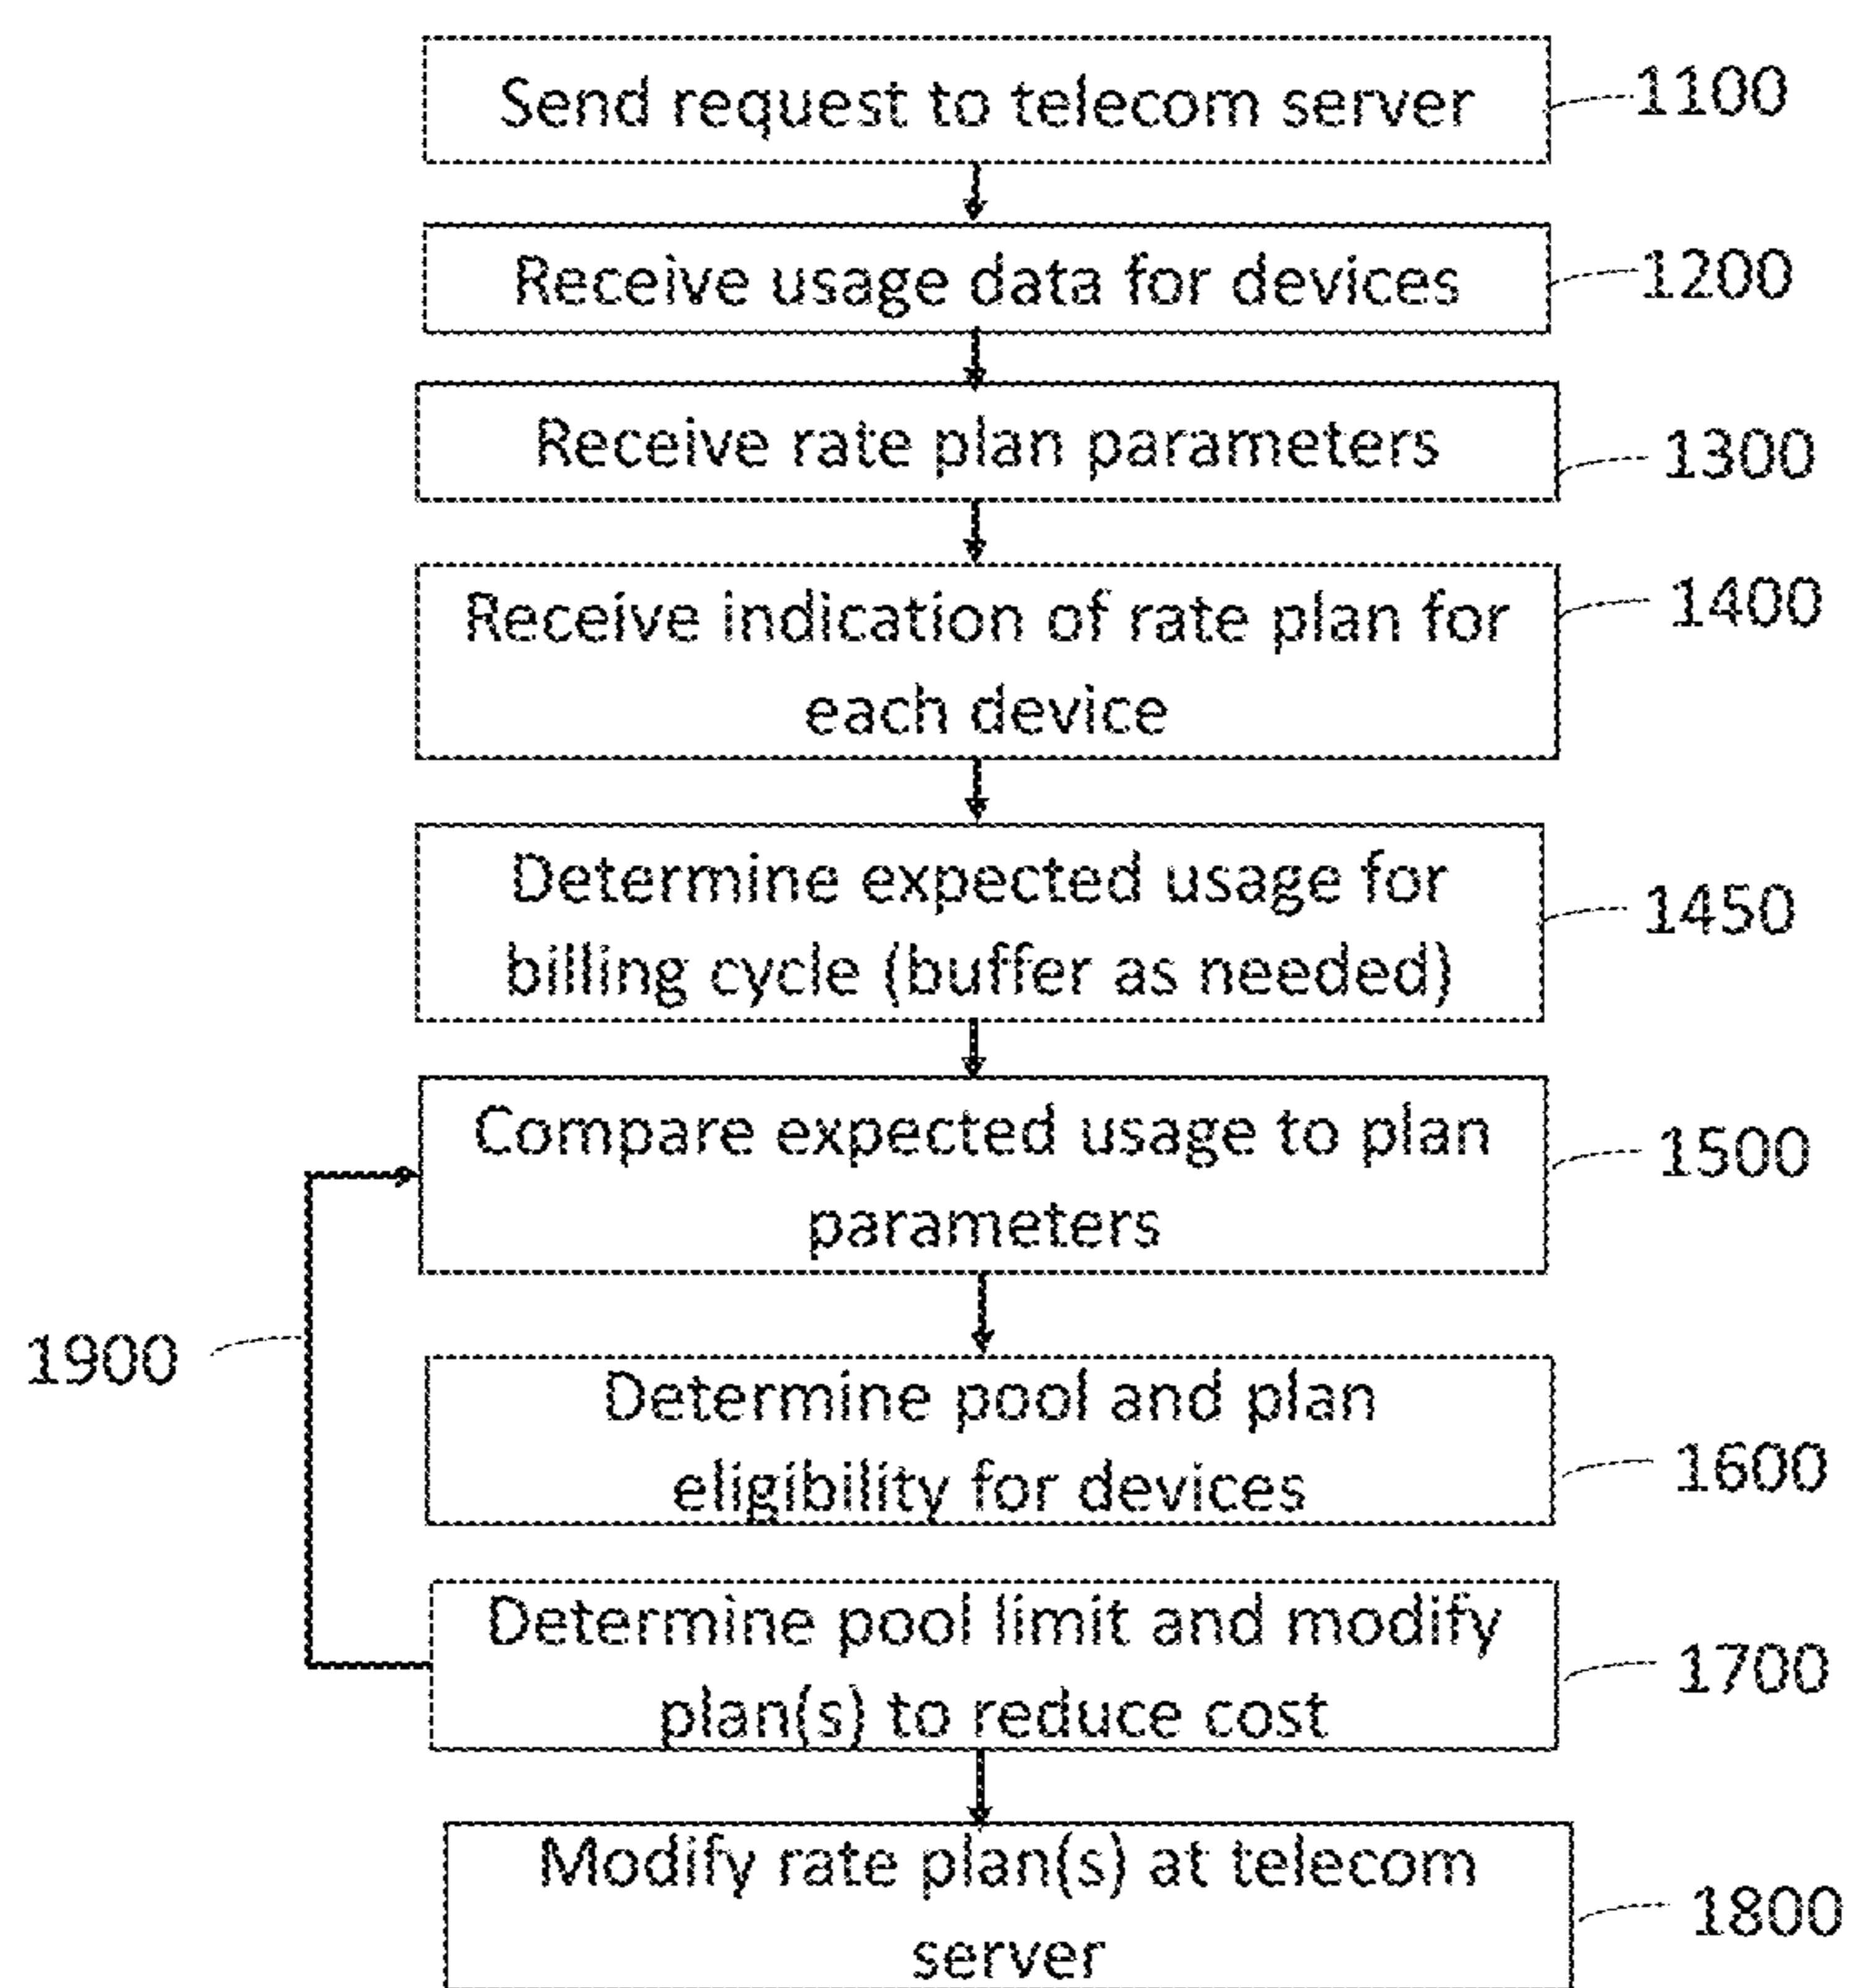 Send request to telecom server
1100
Receive usage data for devices
1200
Receive rate plan parameters
1300
Receive indication of rate plan for
each device
1400
Determine expected usage for
billing cycle (buffer as needed)
1450
Compare expected usage to plan
parameters
1500
1900
Determine pool and plan
eligibility for devices
1600
Determine pool limit and modify
plan(s) to reduce cost
1700
Modify rate plan(s) at telecom
server
1800